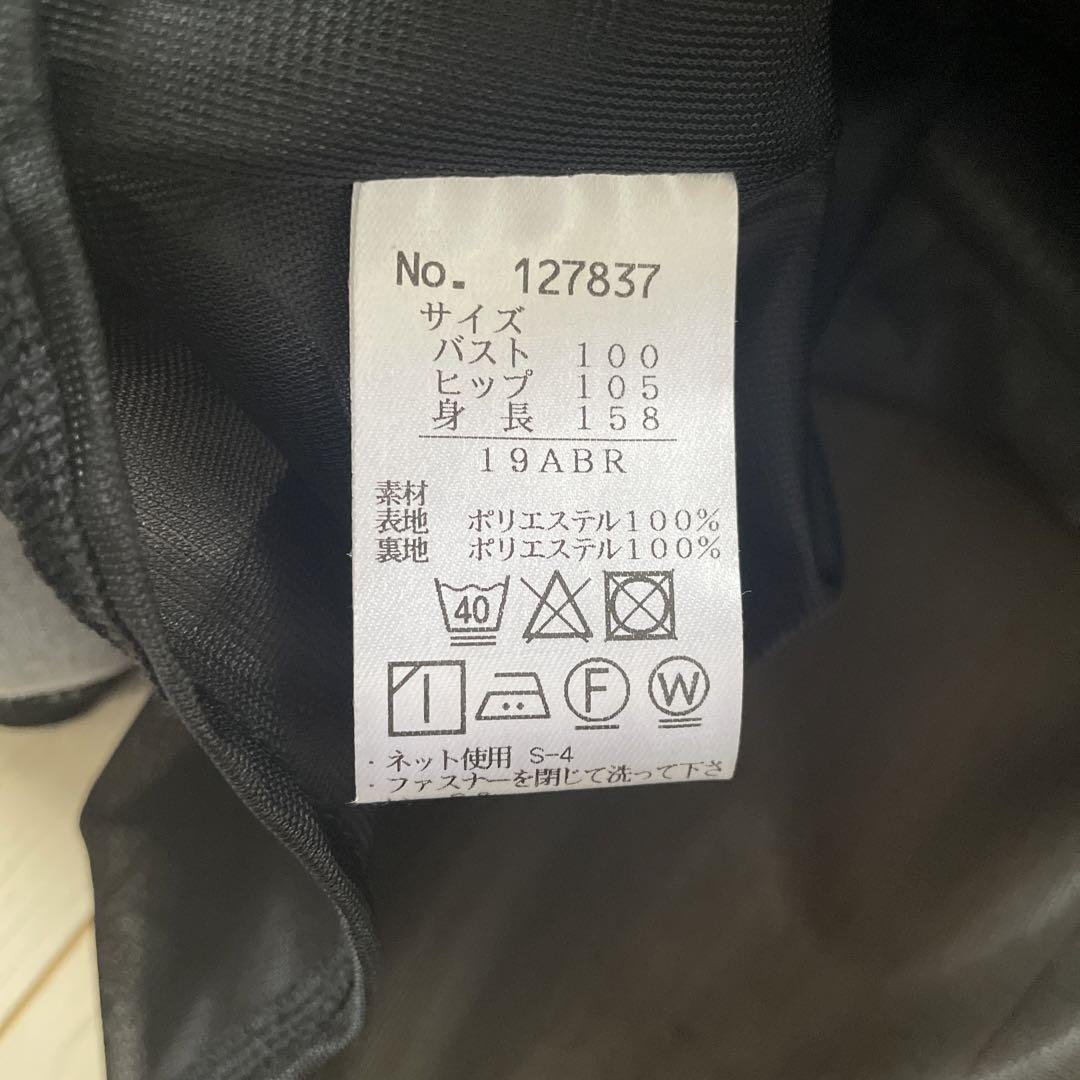 No. 127837
サイズ
バスト 100
ヒップ 105
身長 158
19ABR
素材
表地 ポリエステル100%
裏地 ポリエステル100%
40
F W
・ネット使用 S-4
・ファスナーを閉じて洗って下さ